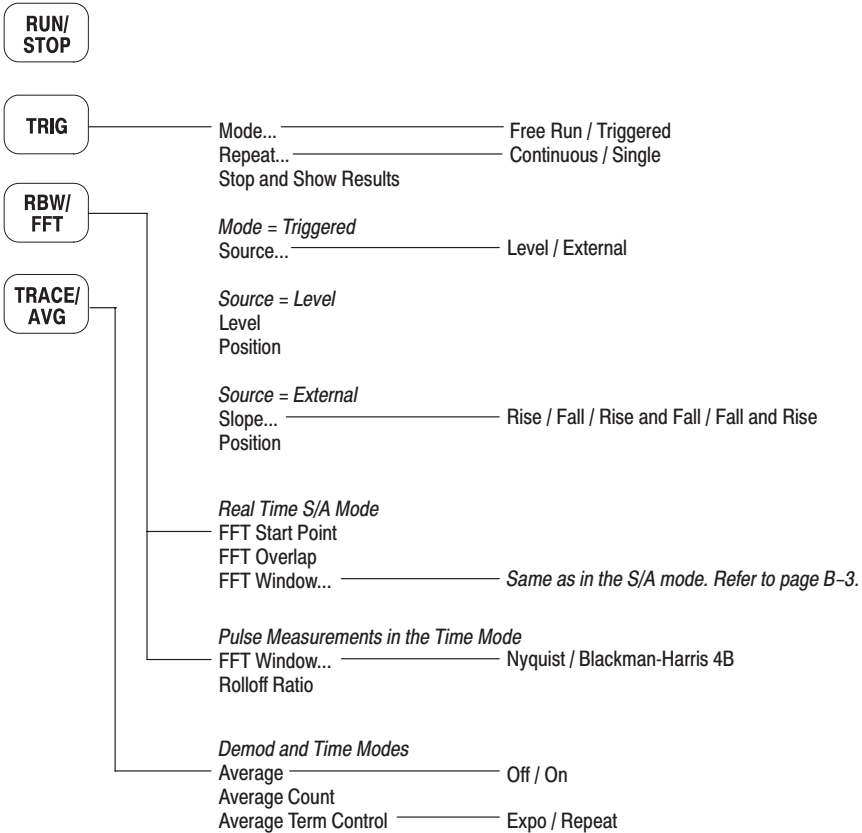 RUN/
STOP
TRIG
Mode... Free Run / Triggered
Repeat... Continuous / Single
Stop and Show Results
RBW/
FFT
Mode = Triggered
Source... Level / External
TRACE/
AVG
Source = Level
Level
Position
Source = External
Slope... Rise / Fall / Rise and Fall / Fall and Rise
Position
Real Time S/A Mode
FFT Start Point
FFT Overlap
FFT Window... Same as in the S/A mode. Refer to page B–3.
Pulse Measurements in the Time Mode
FFT Window... Nyquist / Blackman-Harris 4B
Rolloff Ratio
Demod and Time Modes
Average Off / On
Average Count
Average Term Control Expo / Repeat